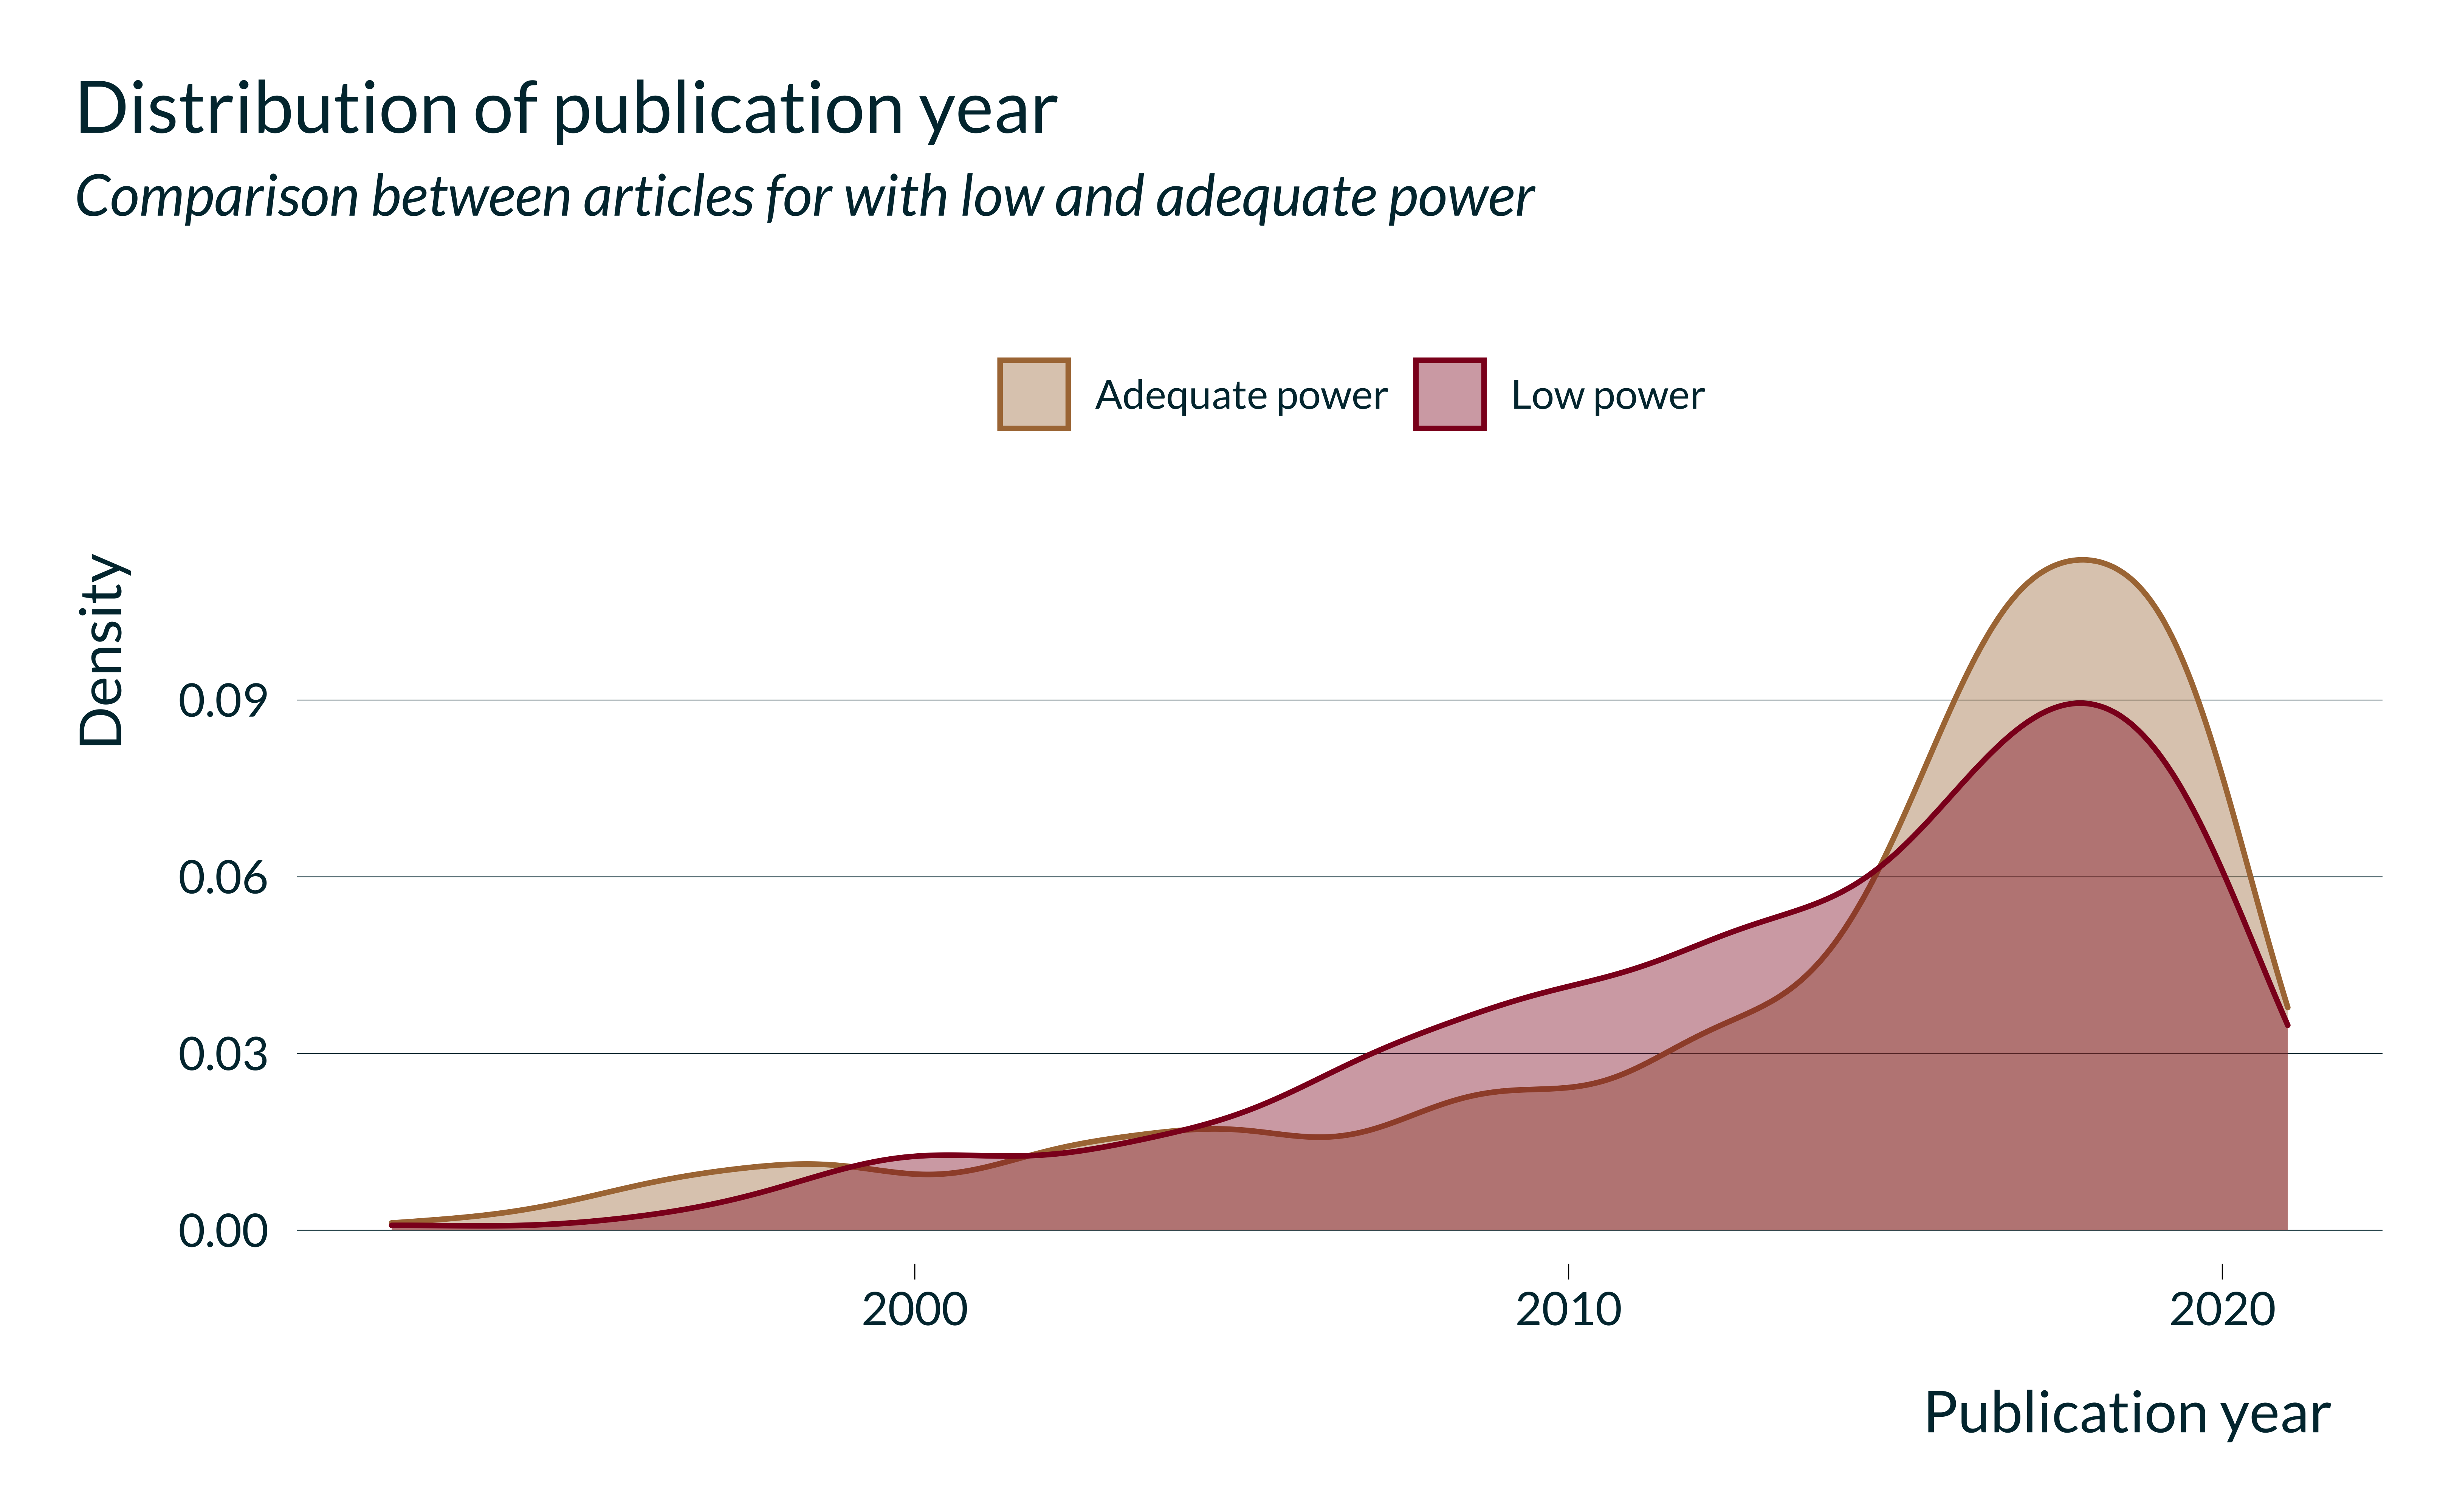 Distribution of publication year
Comparison between articles for with low and adequate power
Adequate power
Low power
Density
0.09
0.06
0.03
0.00
2000
2010
2020
Publication year